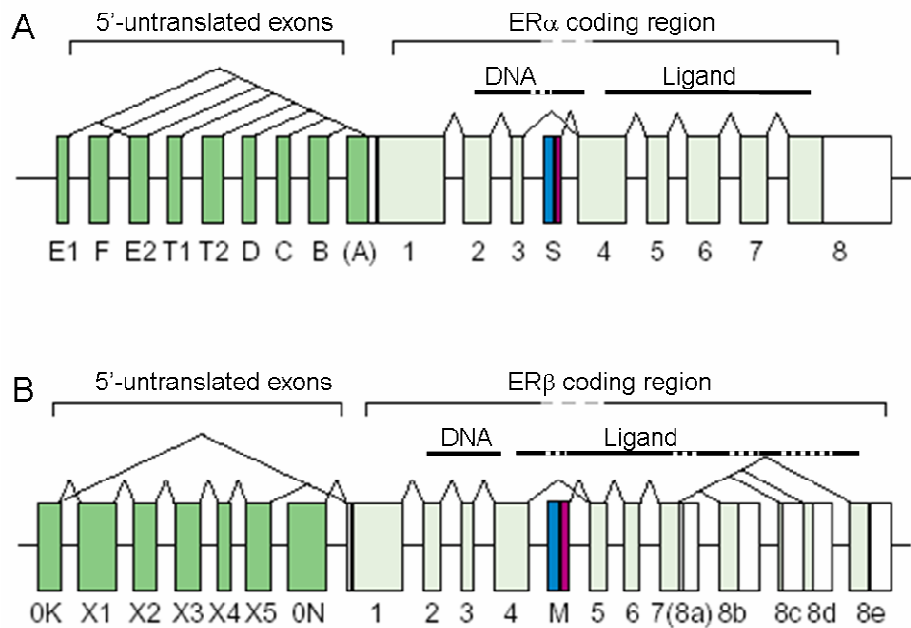 A
5'-untranslated exons
ERα coding region
DNA
Ligand
E1 F E2 T1 T2 D C B (A) 1 2 3 S 4 5 6 7 8
B
5'-untranslated exons
ERβ coding region
DNA
Ligand
0K X1 X2 X3 X4 X5 0N 1 2 3 4 M 5 6 7(8a) 8b 8c 8d 8e